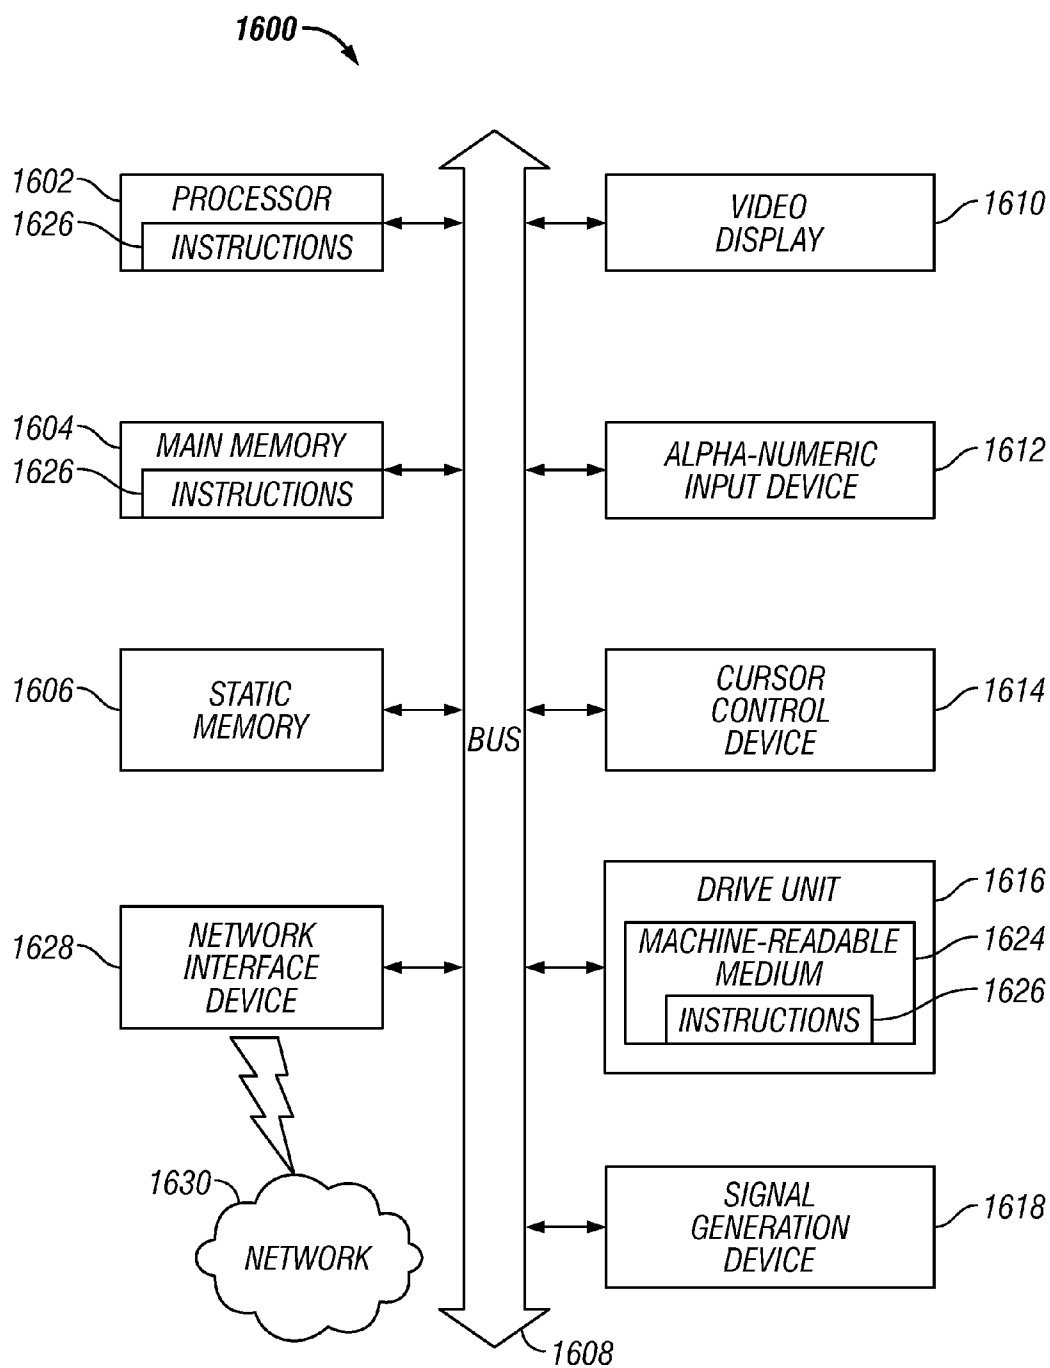 1600
1602
PROCESSOR
1626
INSTRUCTIONS
VIDEO
DISPLAY
1610
1604
MAIN MEMORY
1626
INSTRUCTIONS
ALPHA-NUMERIC
INPUT DEVICE
1612
1606
STATIC
MEMORY
BUS
CURSOR
CONTROL
DEVICE
1614
1628
NETWORK
INTERFACE
DEVICE
DRIVE UNIT
1616
MACHINE-READABLE
MEDIUM
1624
INSTRUCTIONS
1626
1630
NETWORK
SIGNAL
GENERATION
DEVICE
1618
1608